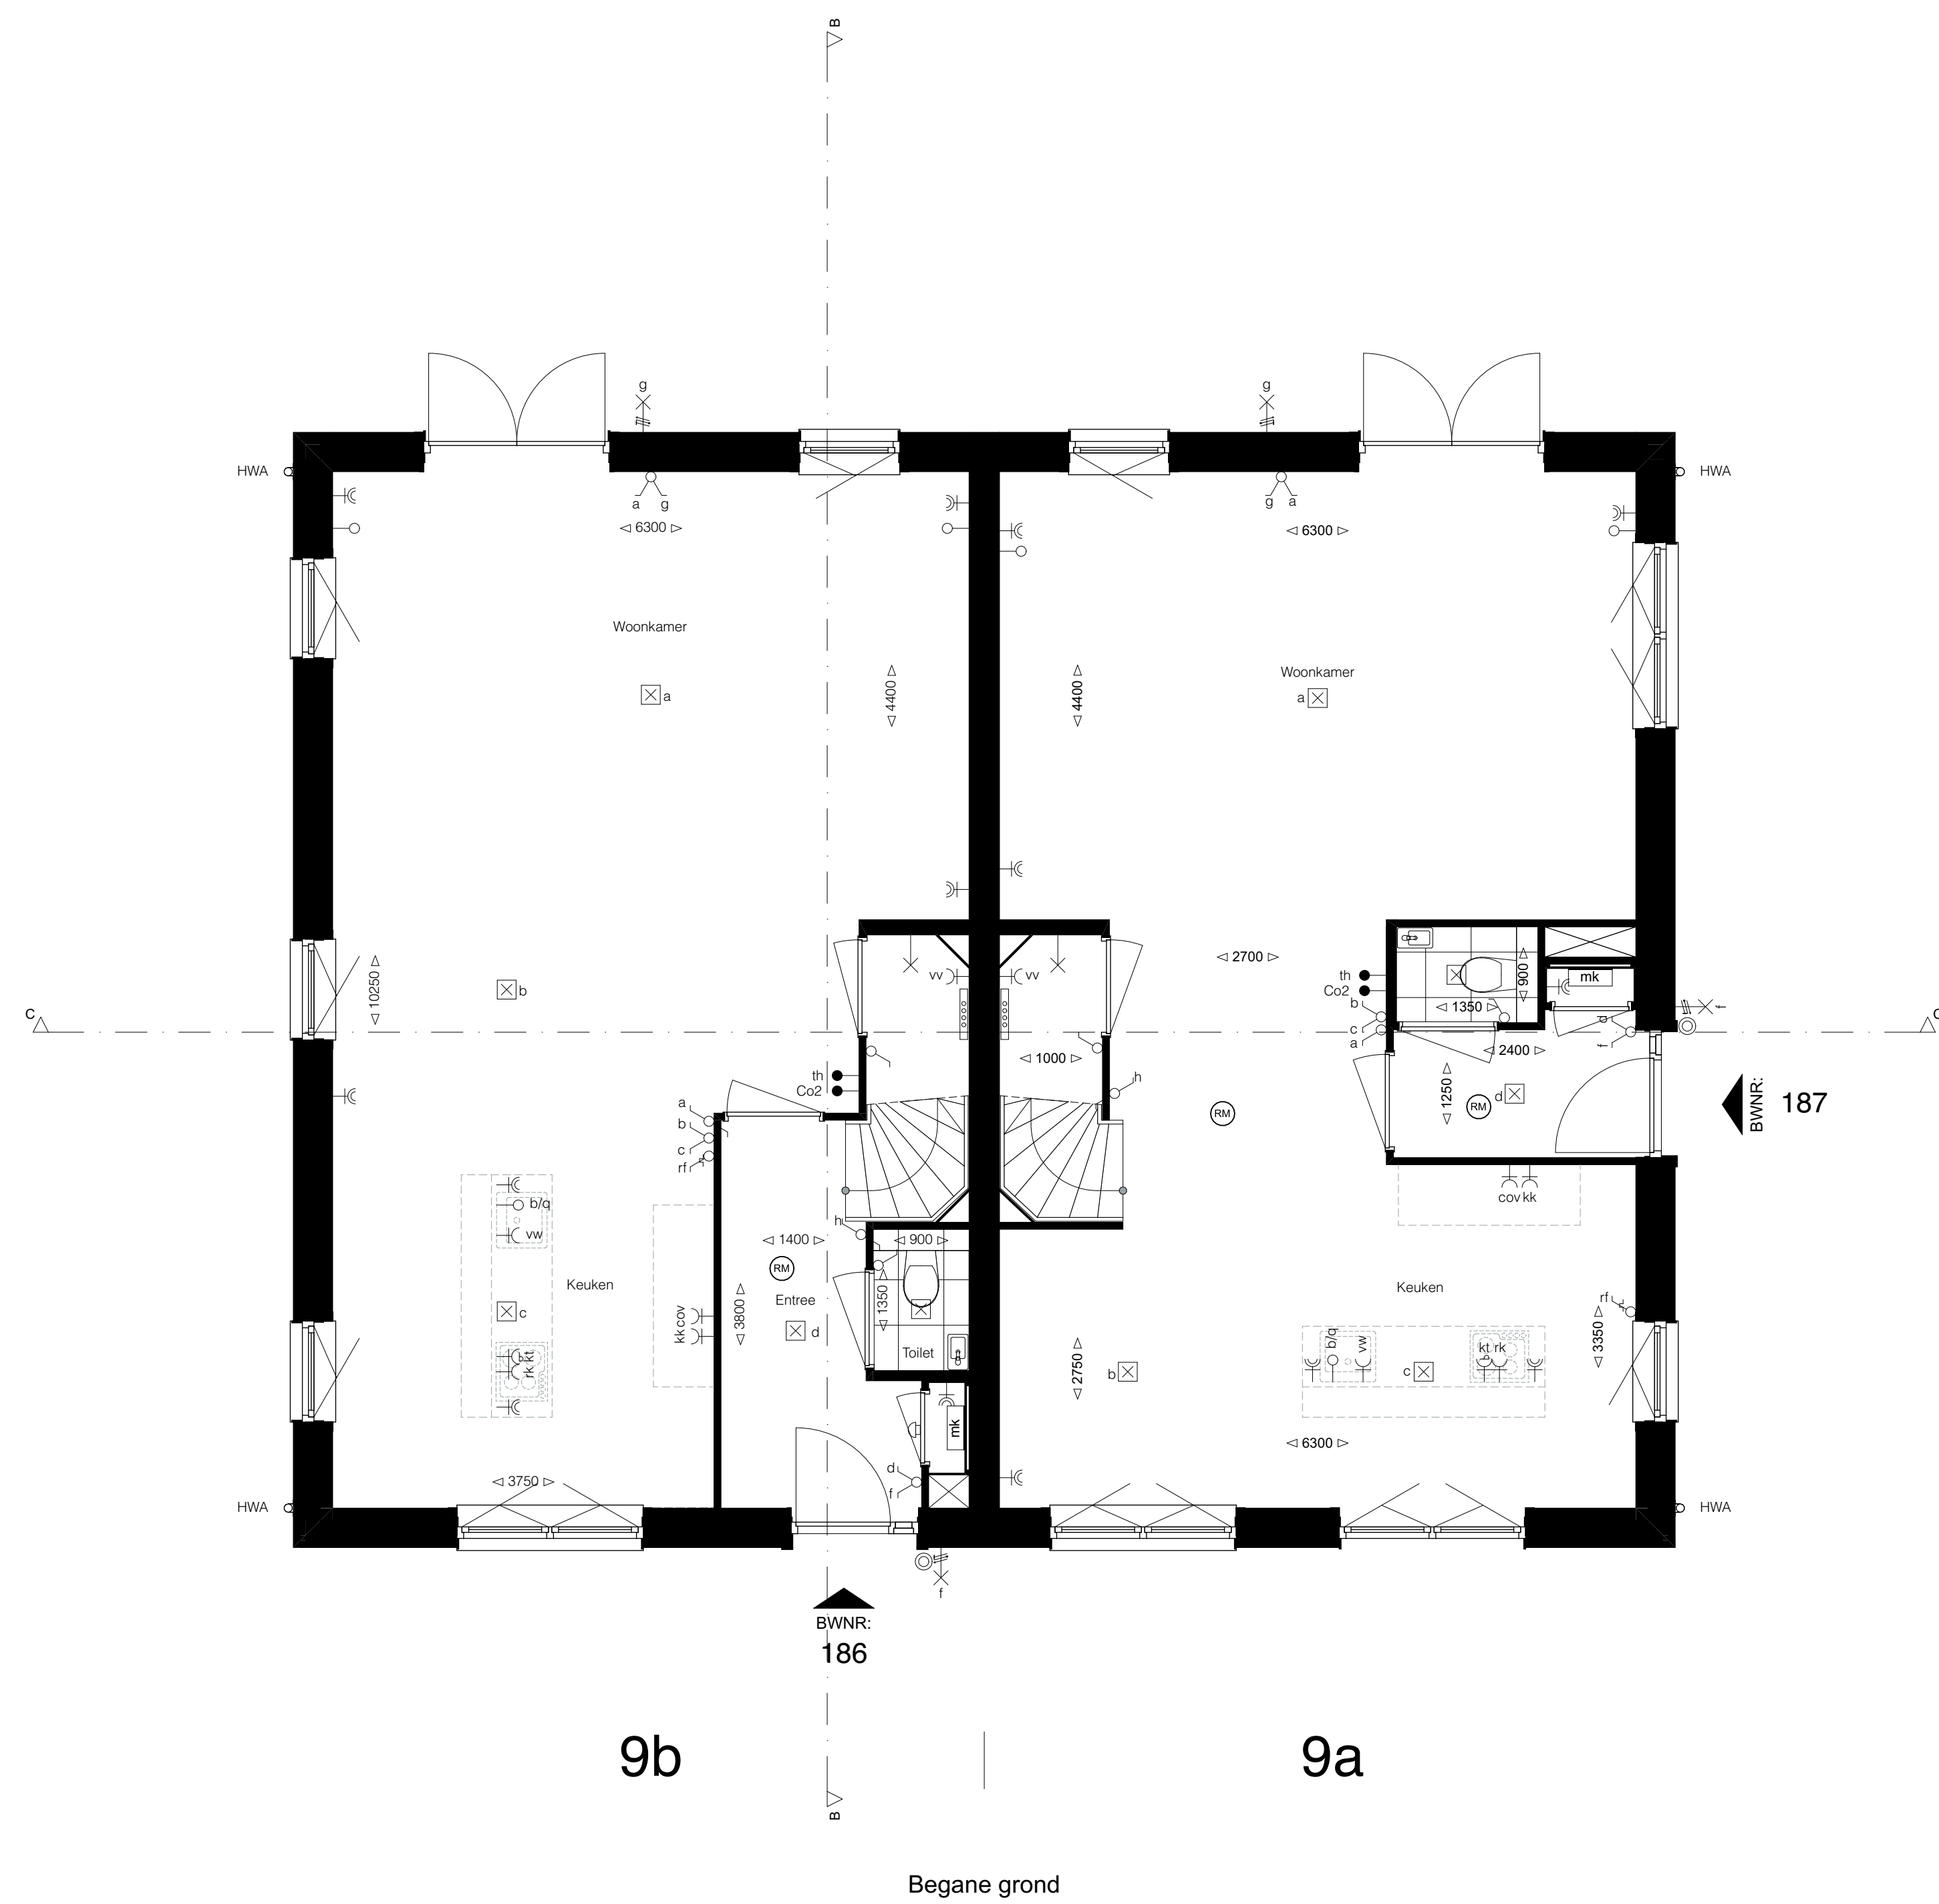 B
g
g
HWA
HWA
a g
g a
6300
6300
Woonkamer
Woonkamer
a
a
4400
4400
2700
vv
vv
th
Co2
b
c
a
900
mk
1350
f
d
f
10250
b
C
C
1000
2400
th
Co2
h
1250
d
RM
RM
BWNR:
187
a
b
c
rf
cov kk
b/q
vw
h
1400
900
RM
Keuken
Entree
1350
Keuken
c
kk cov
3800
d
Toilet
rf
3350
rk kt
2750
b
b/q
vw
c
kt rk
mk
6300
3750
d
f
HWA
HWA
f
BWNR:
186
9b
9a
B
Begane grond